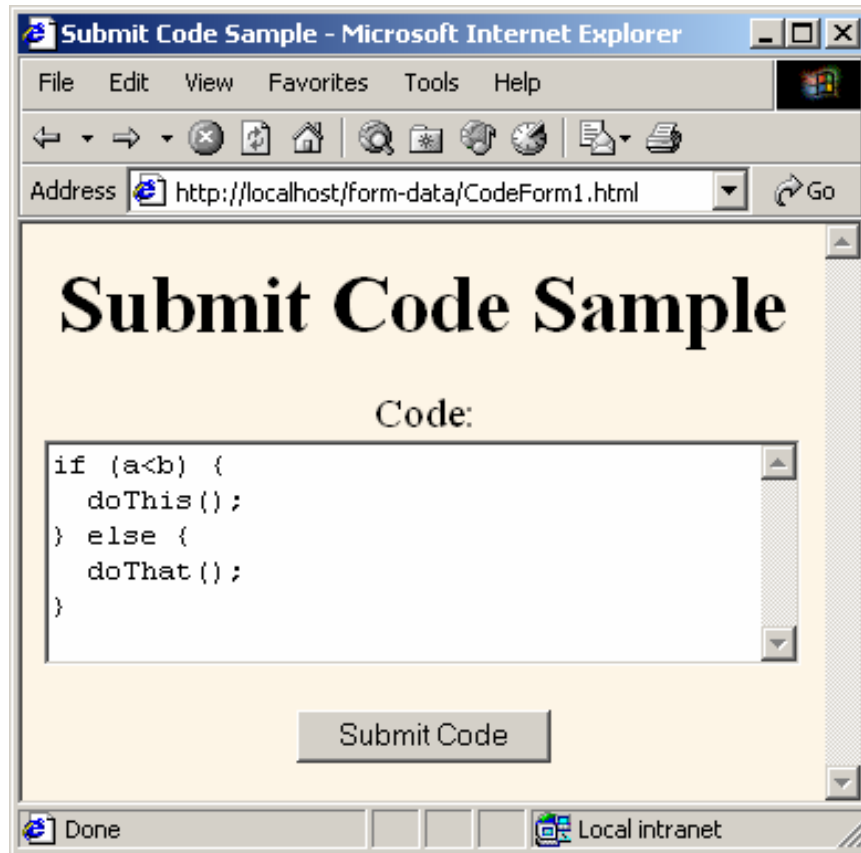 Submit Code Sample - Microsoft Internet Explorer
File Edit View Favorites Tools Help
Address http://localhost/form-data/CodeForm1.html Go
Submit Code Sample
Code:
if (a<b) {
  doThis();
} else {
  doThat();
}
Submit Code
Done Local intranet